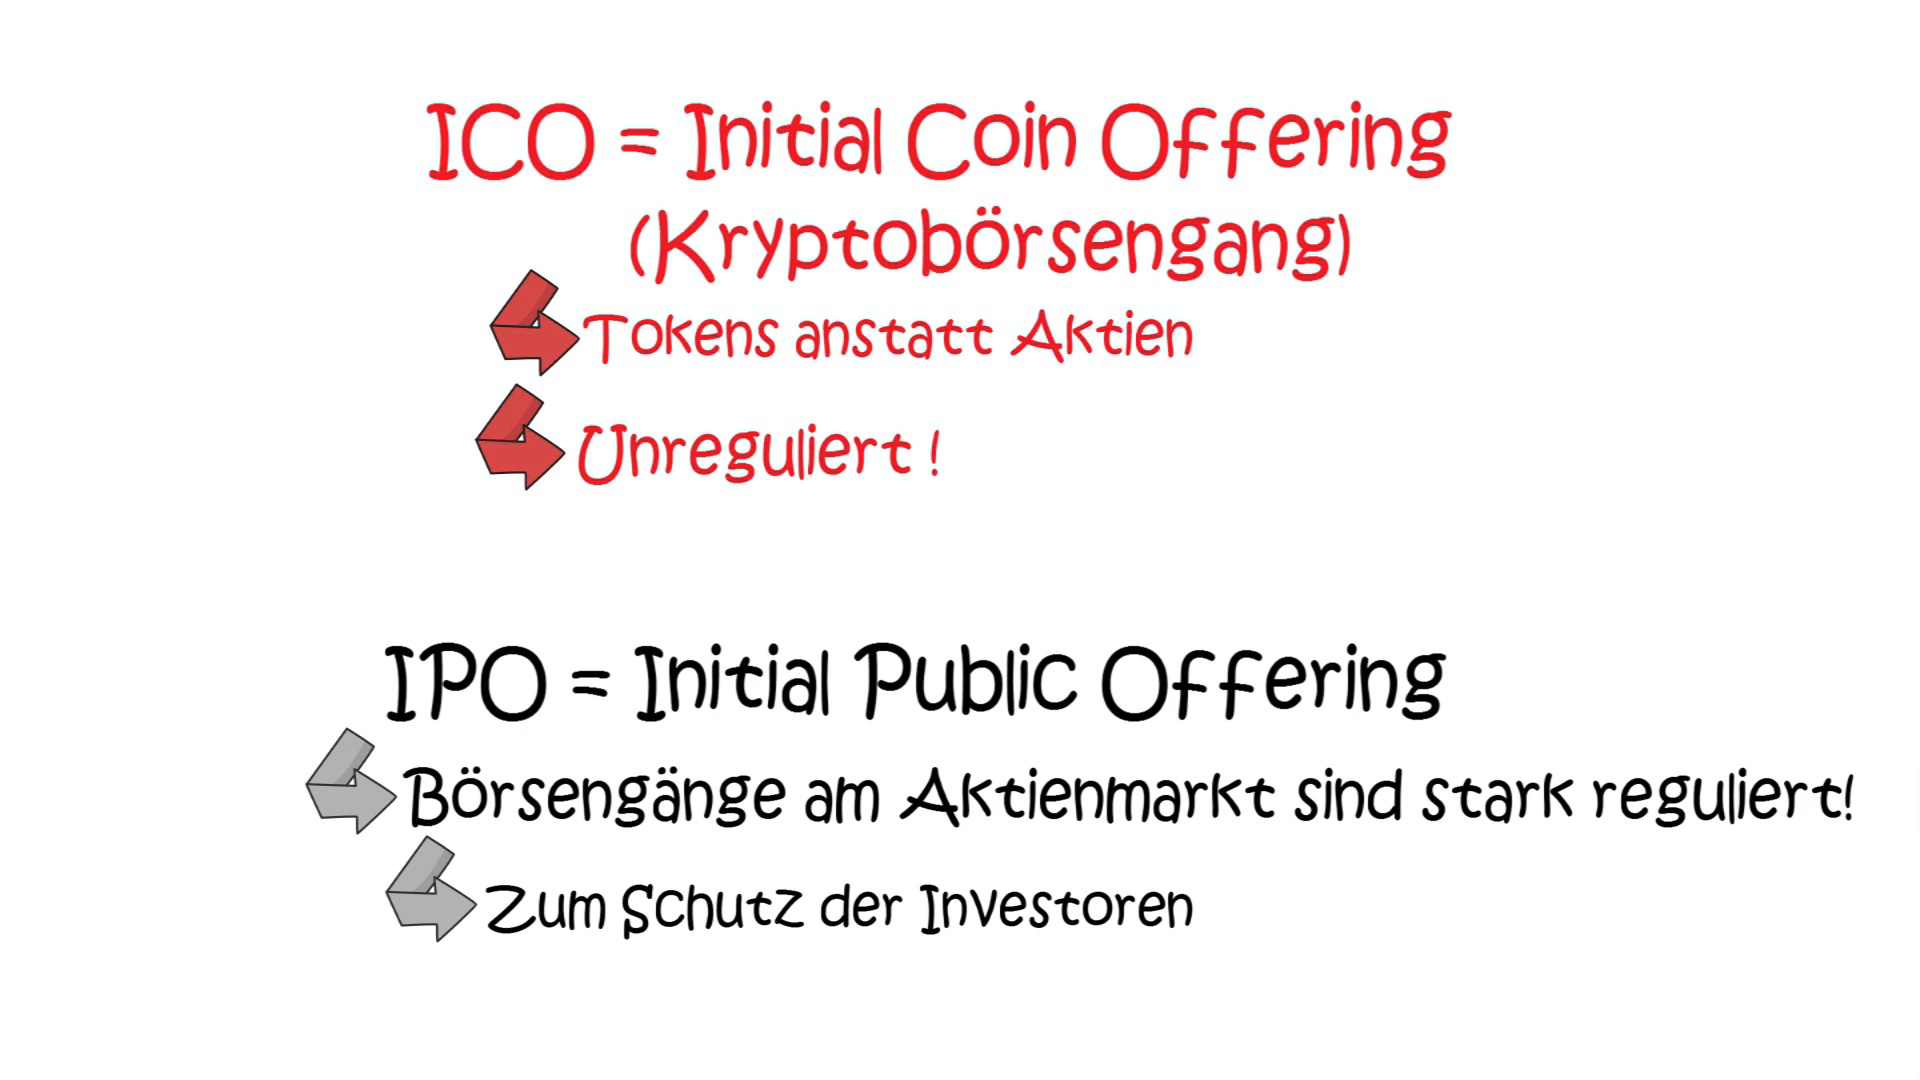 ICO = Initial Coin Offering
(Kryptobörsengang)
Tokens anstatt Aktien
Unreguliert !
IPO = Initial Public Offering
Börsengänge am Aktienmarkt sind stark reguliert!
Zum Schutz der Investoren